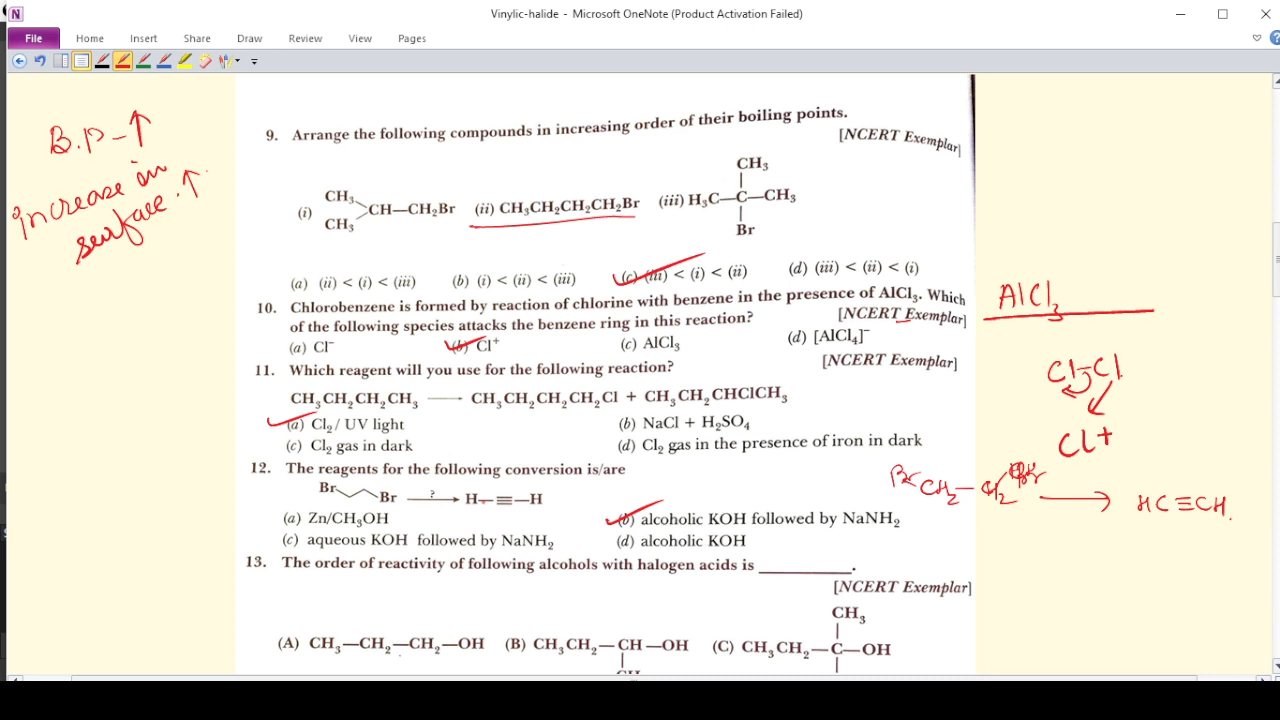 Vinylic-halide - Microsoft OneNote (Product Activation Failed)
File Home Insert Share Draw Review View Pages
B.P-↑
increase in
surface.↑
9. Arrange the following compounds in increasing order of their boiling points.
[NCERT Exemplar]
(i) CH₃ CH₃ >CH—CH₂Br (ii) CH₃CH₂CH₂CH₂Br (iii) H₃C—C—CH₃
CH₃
Br
(a) (ii) < (i) < (iii) (b) (i) < (ii) < (iii) (c) (iii) < (i) < (ii) (d) (iii) < (ii) < (i)
10. Chlorobenzene is formed by reaction of chlorine with benzene in the presence of AlCl₃. Which
of the following species attacks the benzene ring in this reaction? [NCERT Exemplar]
(a) Cl⁻ (b) Cl⁺ (c) AlCl₃ (d) [AlCl₄]⁻
11. Which reagent will you use for the following reaction? [NCERT Exemplar]
CH₃CH₂CH₂CH₃ —— CH₃CH₂CH₂CH₂Cl + CH₃CH₂CHClCH₃
(a) Cl₂/ UV light (b) NaCl + H₂SO₄
(c) Cl₂ gas in dark (d) Cl₂ gas in the presence of iron in dark
12. The reagents for the following conversion is/are
Br Br ? H—≡—H
(a) Zn/CH₃OH (b) alcoholic KOH followed by NaNH₂
(c) aqueous KOH followed by NaNH₂ (d) alcoholic KOH
13. The order of reactivity of following alcohols with halogen acids is ________.
[NCERT Exemplar]
(A) CH₃—CH₂—CH₂—OH (B) CH₃CH₂—CH—OH (C) CH₃CH₂—C—OH
CH₃
AlCl₃
Cl-Cl
Cl+
Br CH₂—CH₂ → HC≡CH.